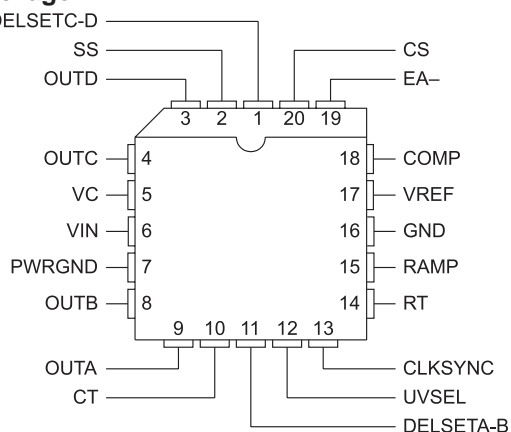 DELSETC-D
SS CS
OUTD EA–
3 2 1 20 19
OUTC 4 18 COMP
VC 5 17 VREF
VIN 6 16 GND
PWRGND 7 15 RAMP
OUTB 8 14 RT
9 10 11 12 13
OUTA CLKSYNC
CT UVSEL
DELSETA-B